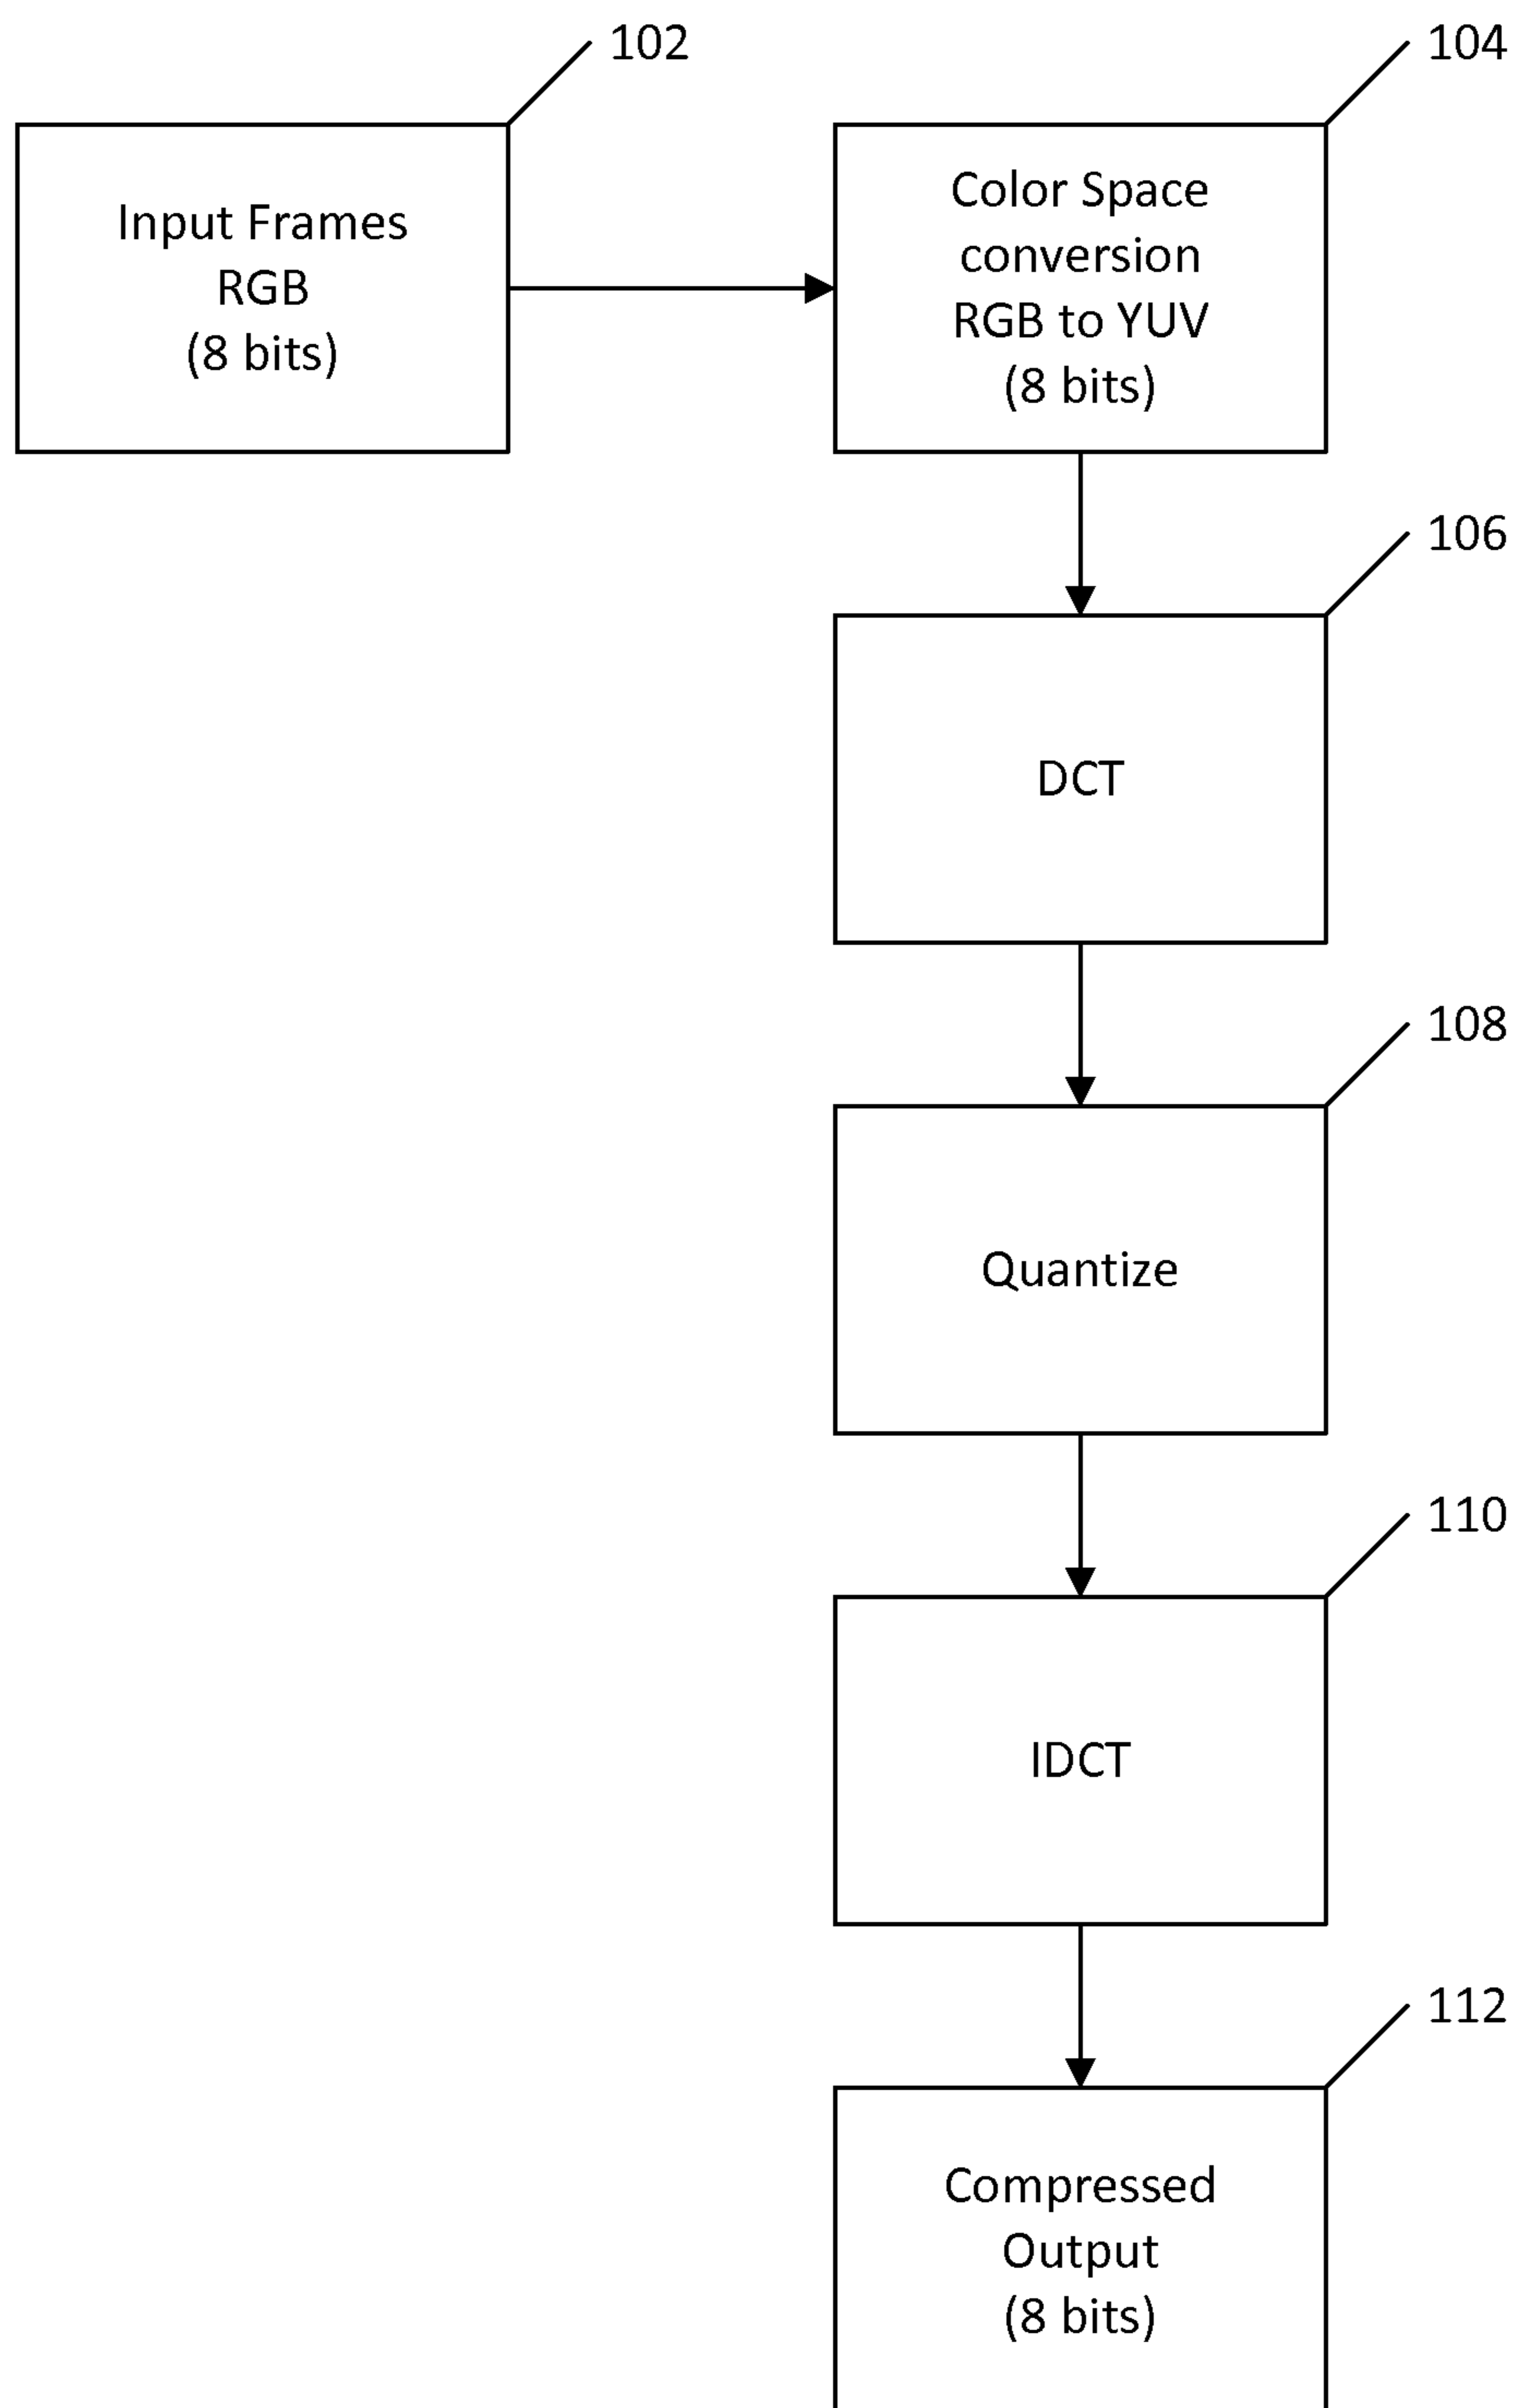 102
Input Frames
RGB
(8 bits)
104
Color Space
conversion
RGB to YUV
(8 bits)
106
DCT
108
Quantize
110
IDCT
112
Compressed
Output
(8 bits)